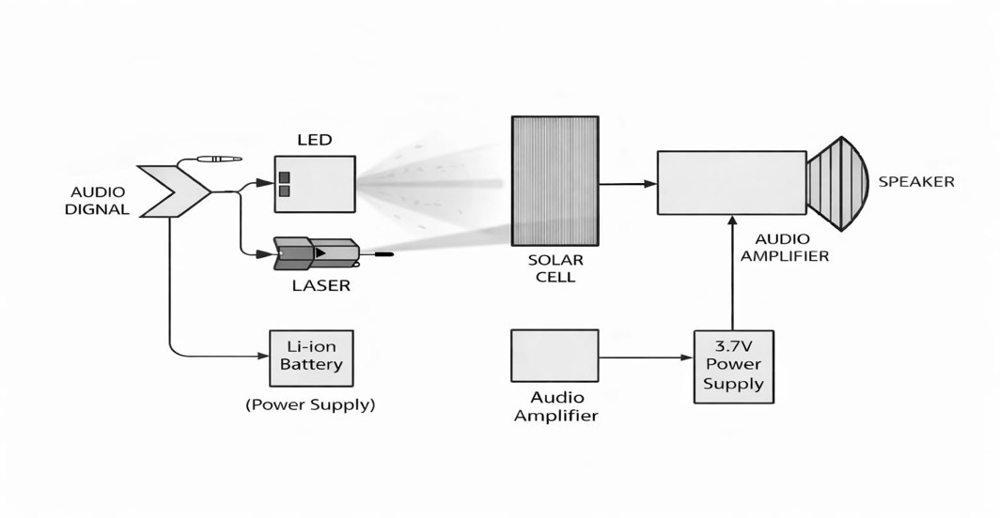 LED
AUDIO
DIGNAL
LASER
SOLAR
CELL
SPEAKER
AUDIO
AMPLIFIER
Li-ion
Battery
(Power Supply)
Audio
Amplifier
3.7V
Power
Supply